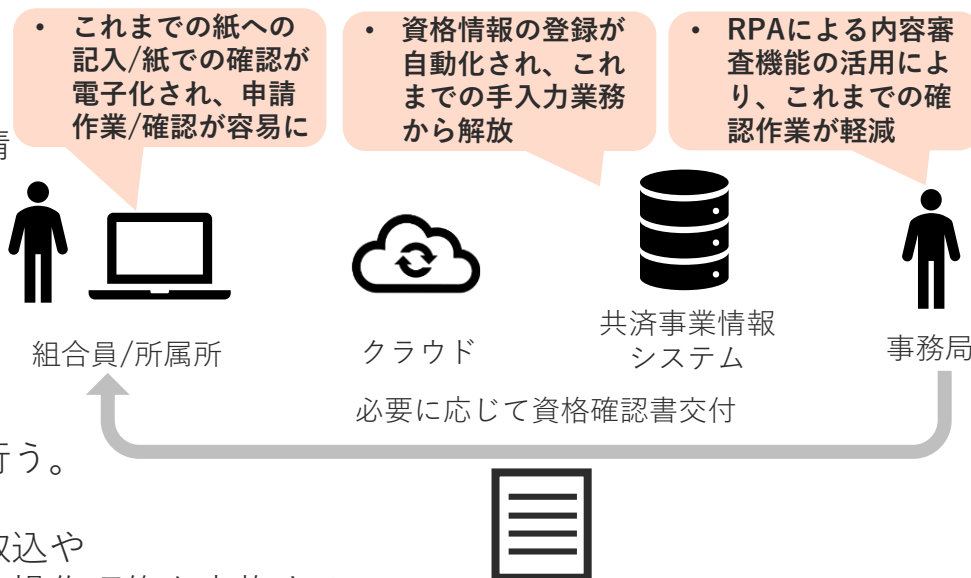 • これまでの紙への
記入/紙での確認が
電子化され、申請
作業/確認が容易に
• 資格情報の登録が
自動化され、これ
までの手入力業務
から解放
• RPAによる内容審
査機能の活用によ
り、これまでの確
認作業が軽減
請
組合員/所属所
クラウド
共済事業情報
システム
事務局
必要に応じて資格確認書交付
行う。
取込や